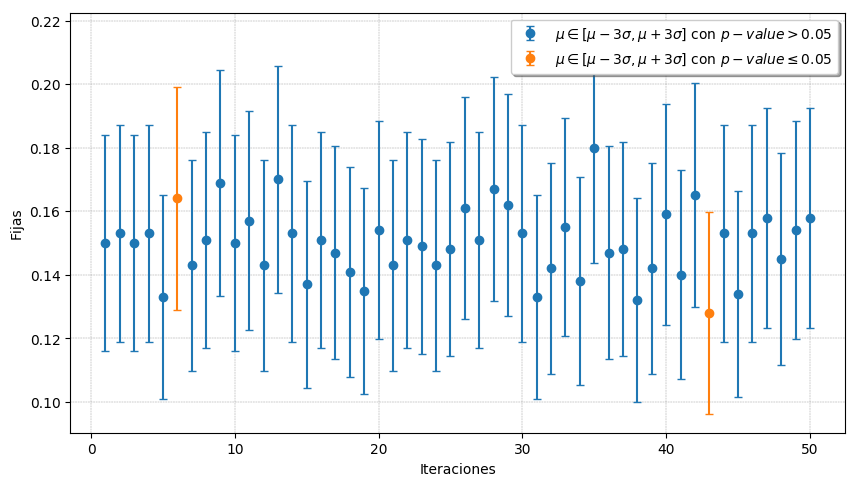 0.22
0.20
0.18
0.16
0.14
0.12
0.10
Fijas
μ ∈ [μ − 3σ, μ + 3σ] con p − value > 0.05
μ ∈ [μ − 3σ, μ + 3σ] con p − value ≤ 0.05
0 10 20 30 40 50
Iteraciones